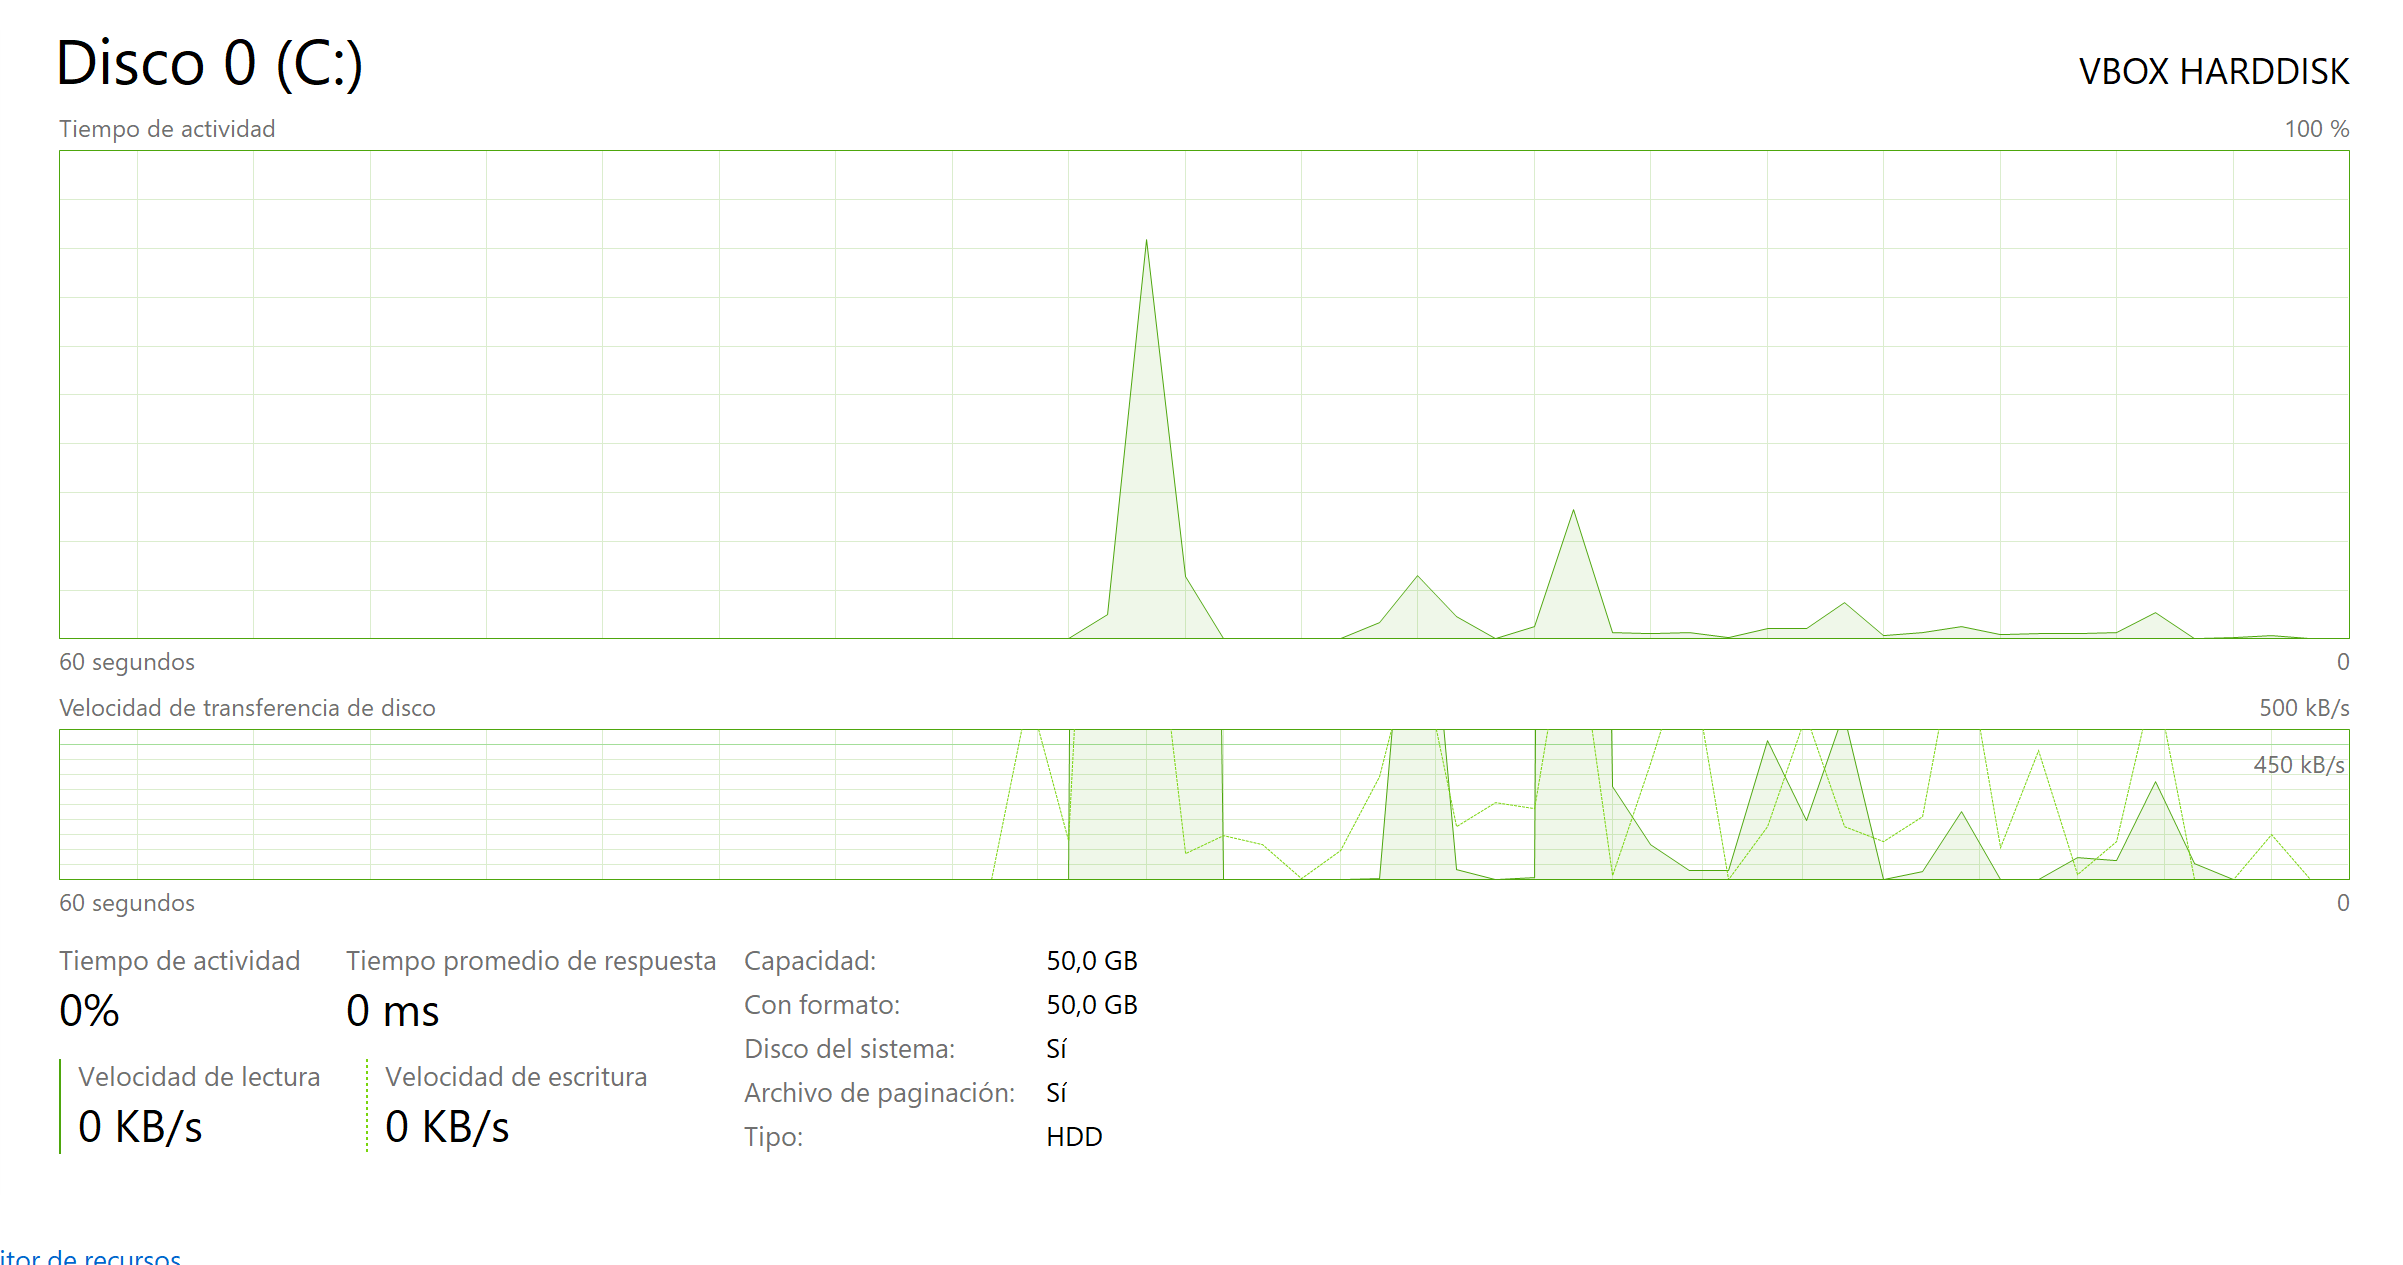 Disco 0 (C:)
VBOX HARDDISK
Tiempo de actividad
100 %
60 segundos
0
Velocidad de transferencia de disco
500 kB/s
450 kB/s
60 segundos
0
Tiempo de actividad
0%
Tiempo promedio de respuesta
0 ms
Velocidad de lectura
0 KB/s
Velocidad de escritura
0 KB/s
Capacidad: 50,0 GB
Con formato: 50,0 GB
Disco del sistema: Sí
Archivo de paginación: Sí
Tipo: HDD
itor de recursos